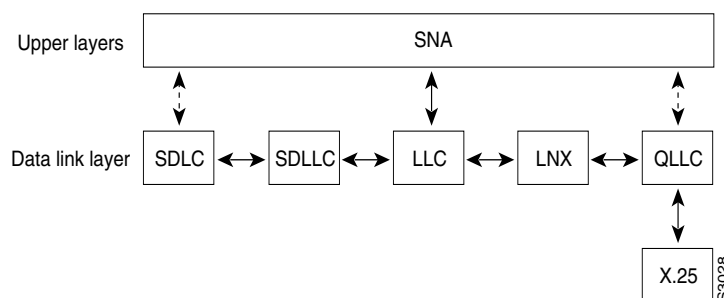 Upper layers
SNA
Data link layer
SDLC
SDLLC
LLC
LNX
QLLC
X.25